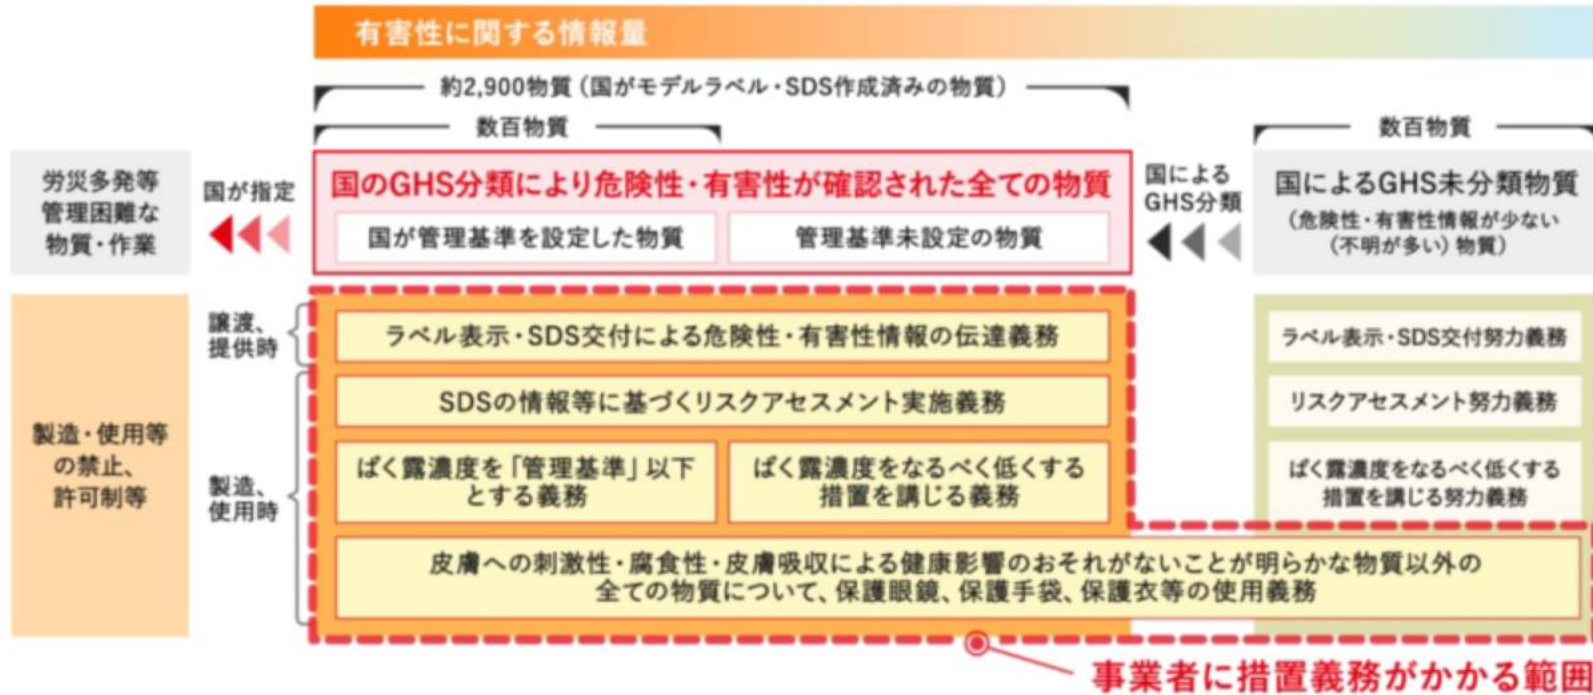 有害性に関する情報量
約2,900物質（国がモデルラベル・SDS作成済みの物質）
数百物質
数百物質
労災多発等
管理困難な
物質・作業
国が指定
国のGHS分類により危険性・有害性が確認された全ての物質
国が管理基準を設定した物質
管理基準未設定の物質
国による
GHS分類
国によるGHS未分類物質
（危険性・有害性情報が少ない
（不明が多い）物質）
製造・使用等
の禁止、
許可制等
譲渡、
提供時
ラベル表示・SDS交付による危険性・有害性情報の伝達義務
ラベル表示・SDS交付努力義務
製造、
使用時
SDSの情報等に基づくリスクアセスメント実施義務
リスクアセスメント努力義務
ばく露濃度を「管理基準」以下
とする義務
ばく露濃度をなるべく低くする
措置を講じる義務
ばく露濃度をなるべく低くする
措置を講じる努力義務
皮膚への刺激性・腐食性・皮膚吸収による健康影響のおそれがないことが明らかな物質以外の
全ての物質について、保護眼鏡、保護手袋、保護衣等の使用義務
事業者に措置義務がかかる範囲